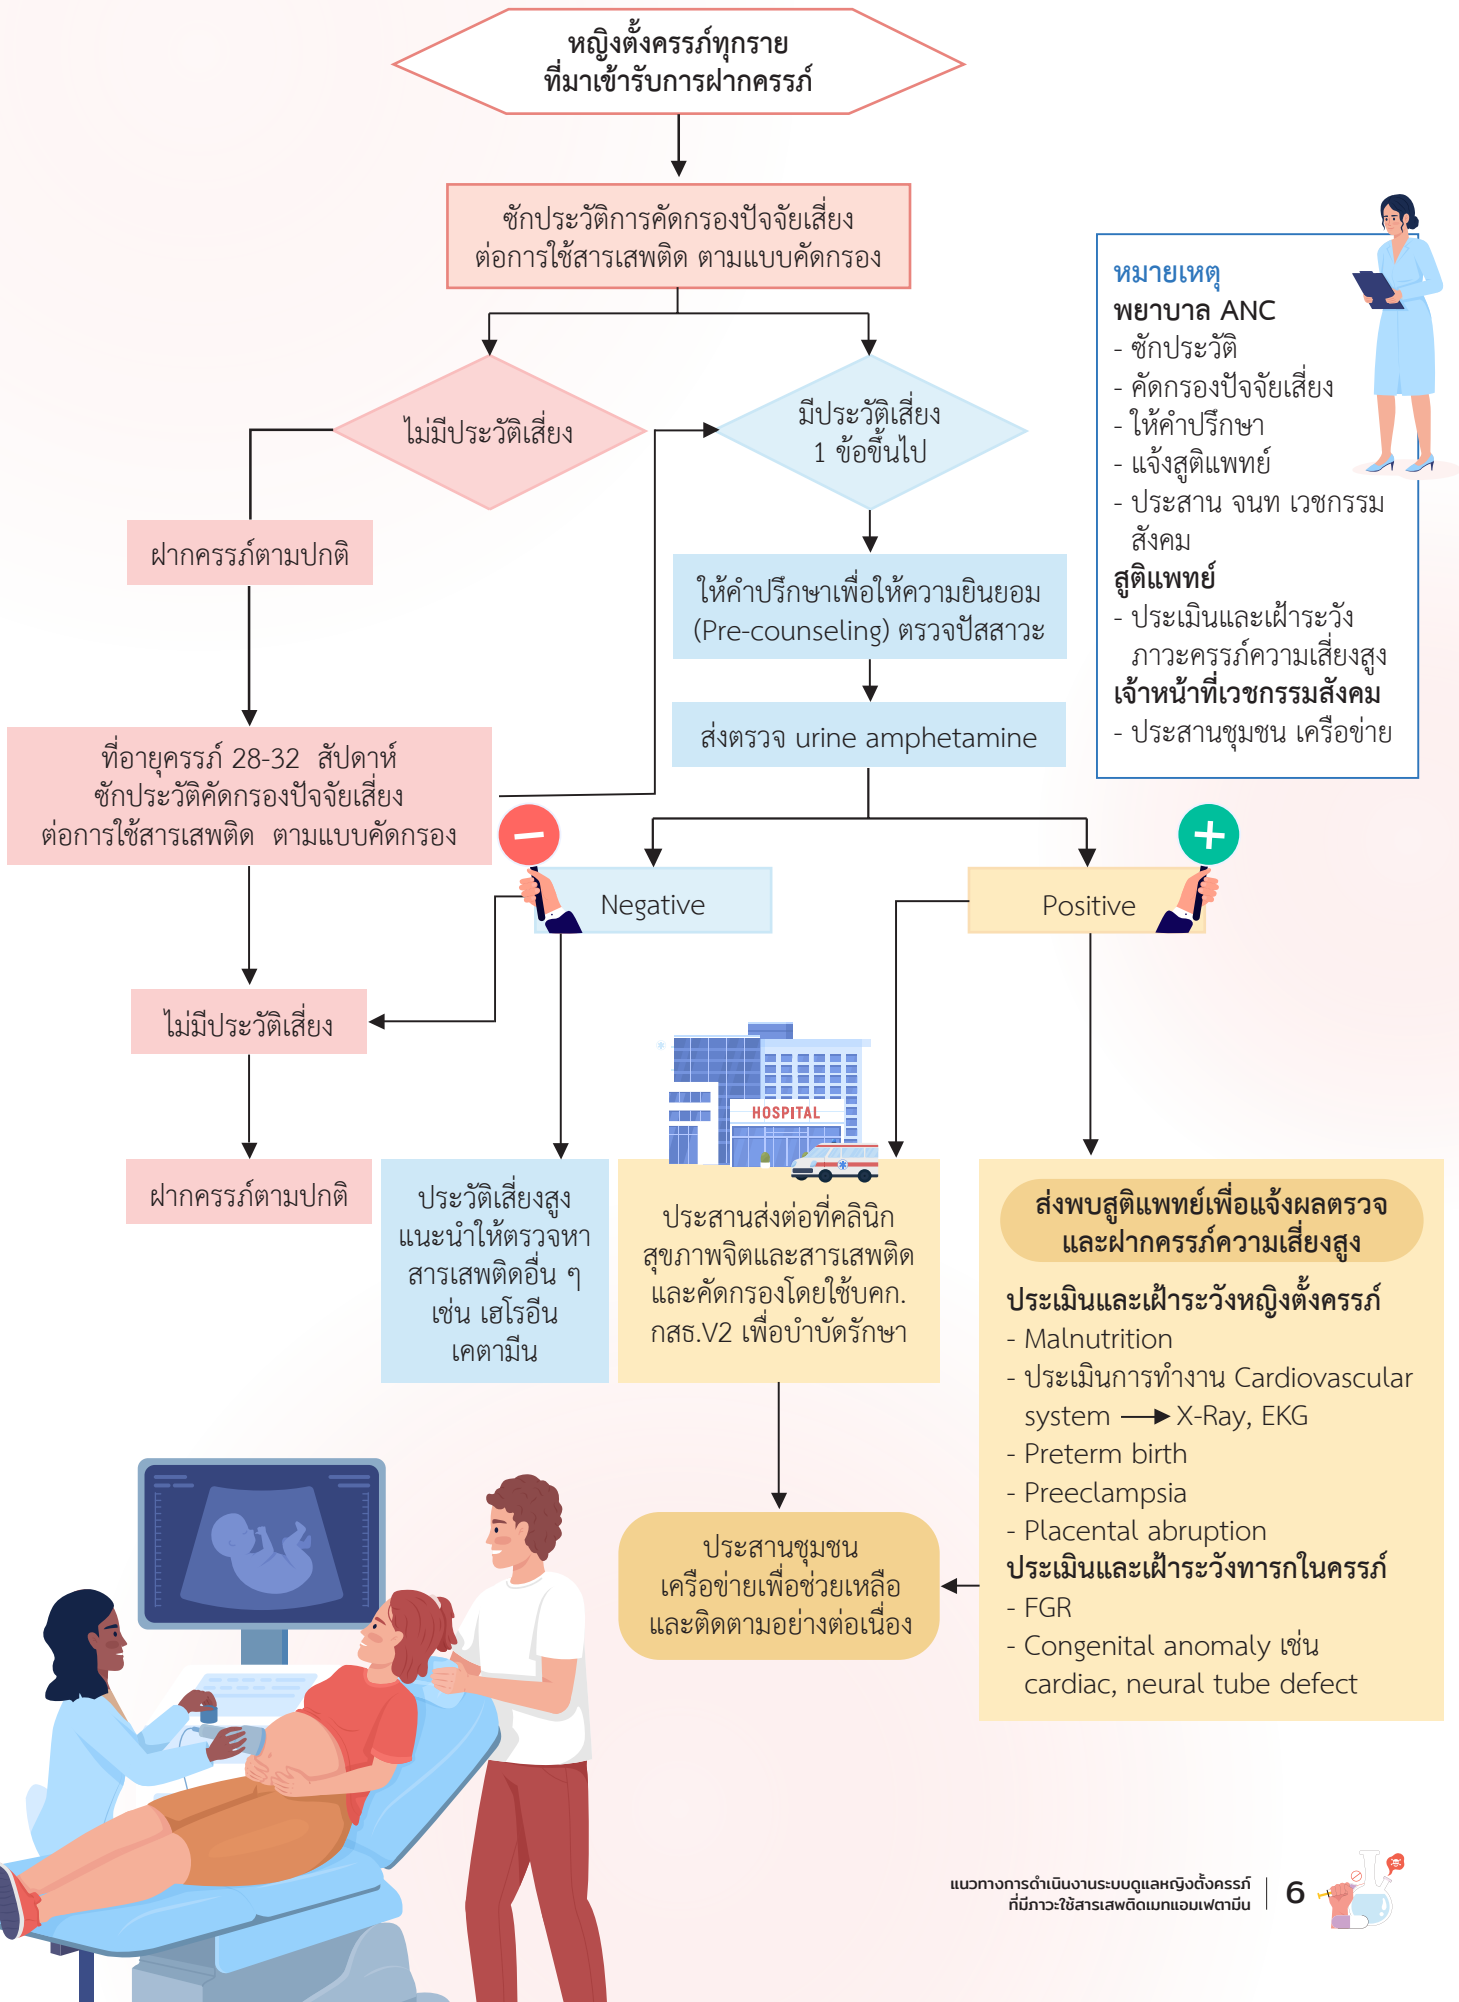 หญิงตั้งครรภ์ทุกราย
ที่มาเข้ารับการฝากครรภ์
ซักประวัติการคัดกรองปัจจัยเสี่ยง
ต่อการใช้สารเสพติด ตามแบบคัดกรอง
ไม่มีประวัติเสี่ยง
มีประวัติเสี่ยง
1 ข้อขึ้นไป
หมายเหตุ
พยาบาล ANC
- ซักประวัติ
- คัดกรองปัจจัยเสี่ยง
- ให้คำปรึกษา
- แจ้งสูติแพทย์
- ประสาน จนท เวชกรรม
สังคม
สูติแพทย์
- ประเมินและเฝ้าระวัง
ภาวะครรภ์ความเสี่ยงสูง
เจ้าหน้าที่เวชกรรมสังคม
- ประสานชุมชน เครือข่าย
ฝากครรภ์ตามปกติ
ให้คำปรึกษาเพื่อให้ความยินยอม
(Pre-counseling) ตรวจปัสสาวะ
ส่งตรวจ urine amphetamine
ที่อายุครรภ์ 28-32 สัปดาห์
ซักประวัติคัดกรองปัจจัยเสี่ยง
ต่อการใช้สารเสพติด ตามแบบคัดกรอง
Negative
Positive
ไม่มีประวัติเสี่ยง
HOSPITAL
ฝากครรภ์ตามปกติ
ประวัติเสี่ยงสูง
แนะนำให้ตรวจหา
สารเสพติดอื่น ๆ
เช่น เฮโรอีน
เคตามีน
ประสานส่งต่อที่คลินิก
สุขภาพจิตและสารเสพติด
และคัดกรองโดยใช้บคก.
กสธ.V2 เพื่อบำบัดรักษา
ส่งพบสูติแพทย์เพื่อแจ้งผลตรวจ
และฝากครรภ์ความเสี่ยงสูง
ประเมินและเฝ้าระวังหญิงตั้งครรภ์
- Malnutrition
- ประเมินการทำงาน Cardiovascular
system → X-Ray, EKG
- Preterm birth
- Preeclampsia
- Placental abruption
ประเมินและเฝ้าระวังทารกในครรภ์
- FGR
- Congenital anomaly เช่น
cardiac, neural tube defect
ประสานชุมชน
เครือข่ายเพื่อช่วยเหลือ
และติดตามอย่างต่อเนื่อง
แนวทางการดำเนินงานระบบดูแลหญิงตั้งครรภ์
ที่มีภาวะใช้สารเสพติดเมทแอมเฟตามีน
6